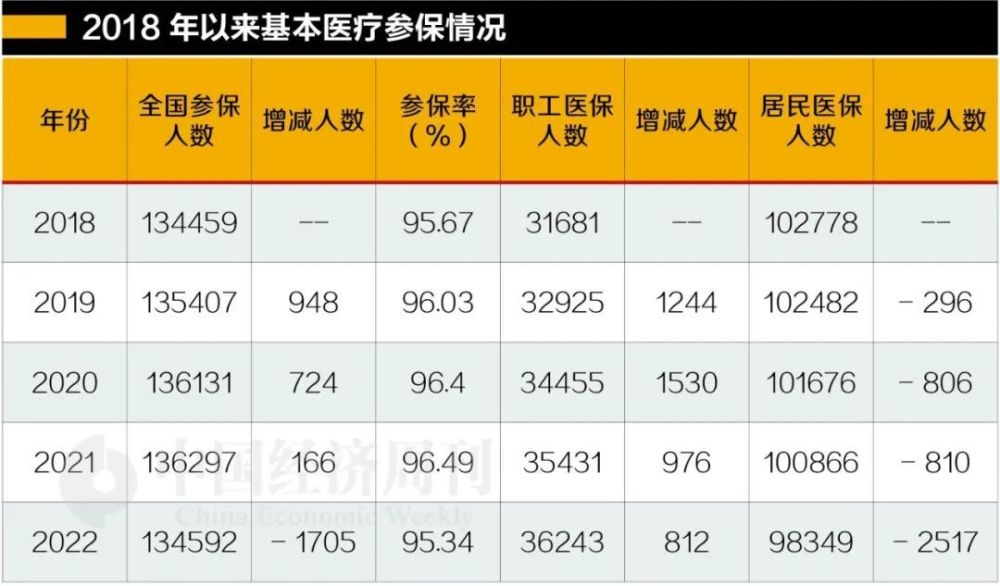 2018 年以来基本医疗参保情况
年份 全国参保人数 增减人数 参保率(%) 职工医保人数 增减人数 居民医保人数 增减人数
2018 134459 -- 95.67 31681 -- 102778 --
2019 135407 948 96.03 32925 1244 102482 - 296
2020 136131 724 96.4 34455 1530 101676 - 806
2021 136297 166 96.49 35431 976 100866 - 810
2022 134592 - 1705 95.34 36243 812 98349 - 2517
中国经济周刊
China Economic Weekly